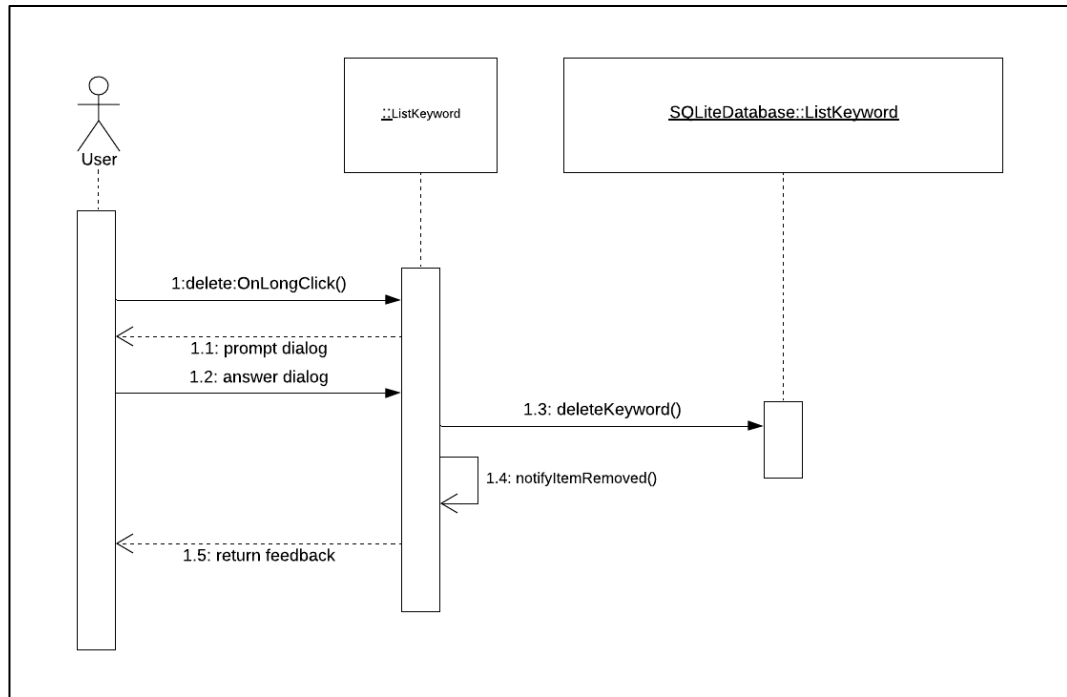 ::ListKeyword
SQLiteDatabase::ListKeyword
User
1:delete:OnLongClick()
1.1: prompt dialog
1.2: answer dialog
1.3: deleteKeyword()
1.4: notifyItemRemoved()
1.5: return feedback